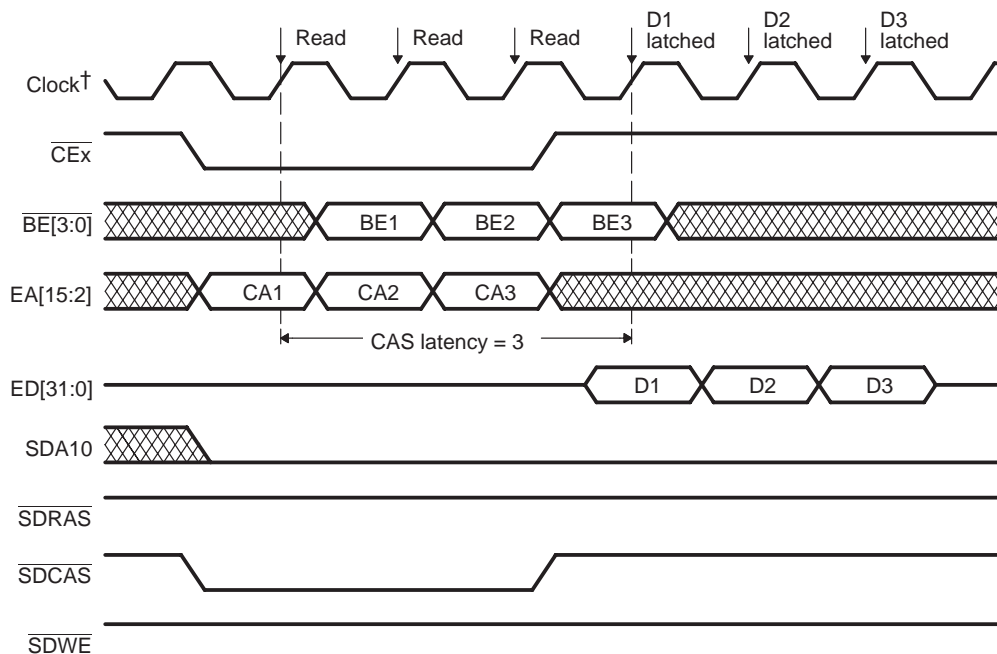 Read
Read
Read
D1
latched
D2
latched
D3
latched
Clock†
CEx
BE[3:0]
BE1
BE2
BE3
EA[15:2]
CA1
CA2
CA3
CAS latency = 3
ED[31:0]
D1
D2
D3
SDA10
SDRAS
SDCAS
SDWE